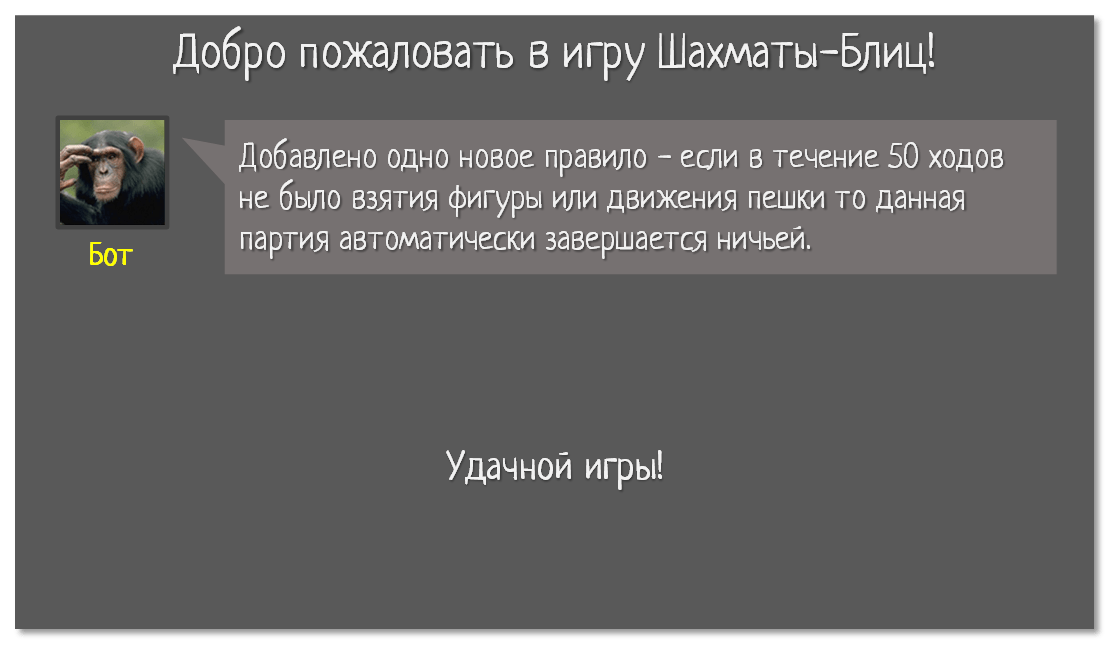 Добро пожаловать в игру Шахматы-Блиц!
Добавлено одно новое правило - если в течение 50 ходов
не было взятия фигуры или движения пешки то данная
партия автоматически завершается ничьей.
Бот
Удачной игры!